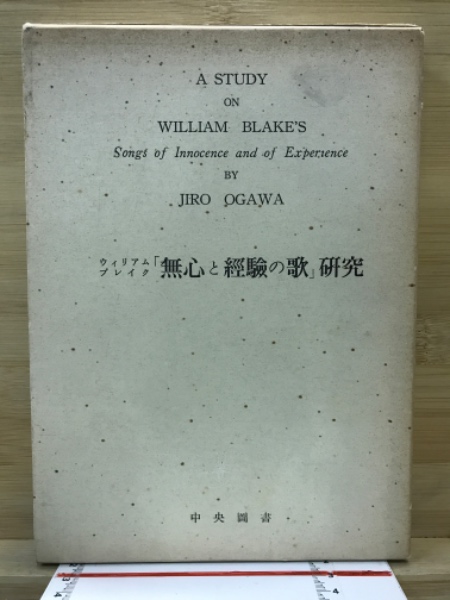 A STUDY
ON
WILLIAM BLAKE'S
Songs of Innocence and of Experience
BY
JIRO OGAWA
ウィリアム
ブレイク「無心と經驗の歌」研究
中央圖書